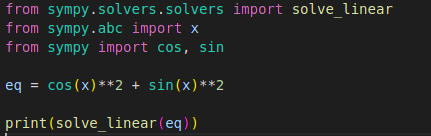 from sympy.solvers.solvers import solve_linear
from sympy.abc import x
from sympy import cos, sin
eq = cos(x)**2 + sin(x)**2
print(solve_linear(eq))